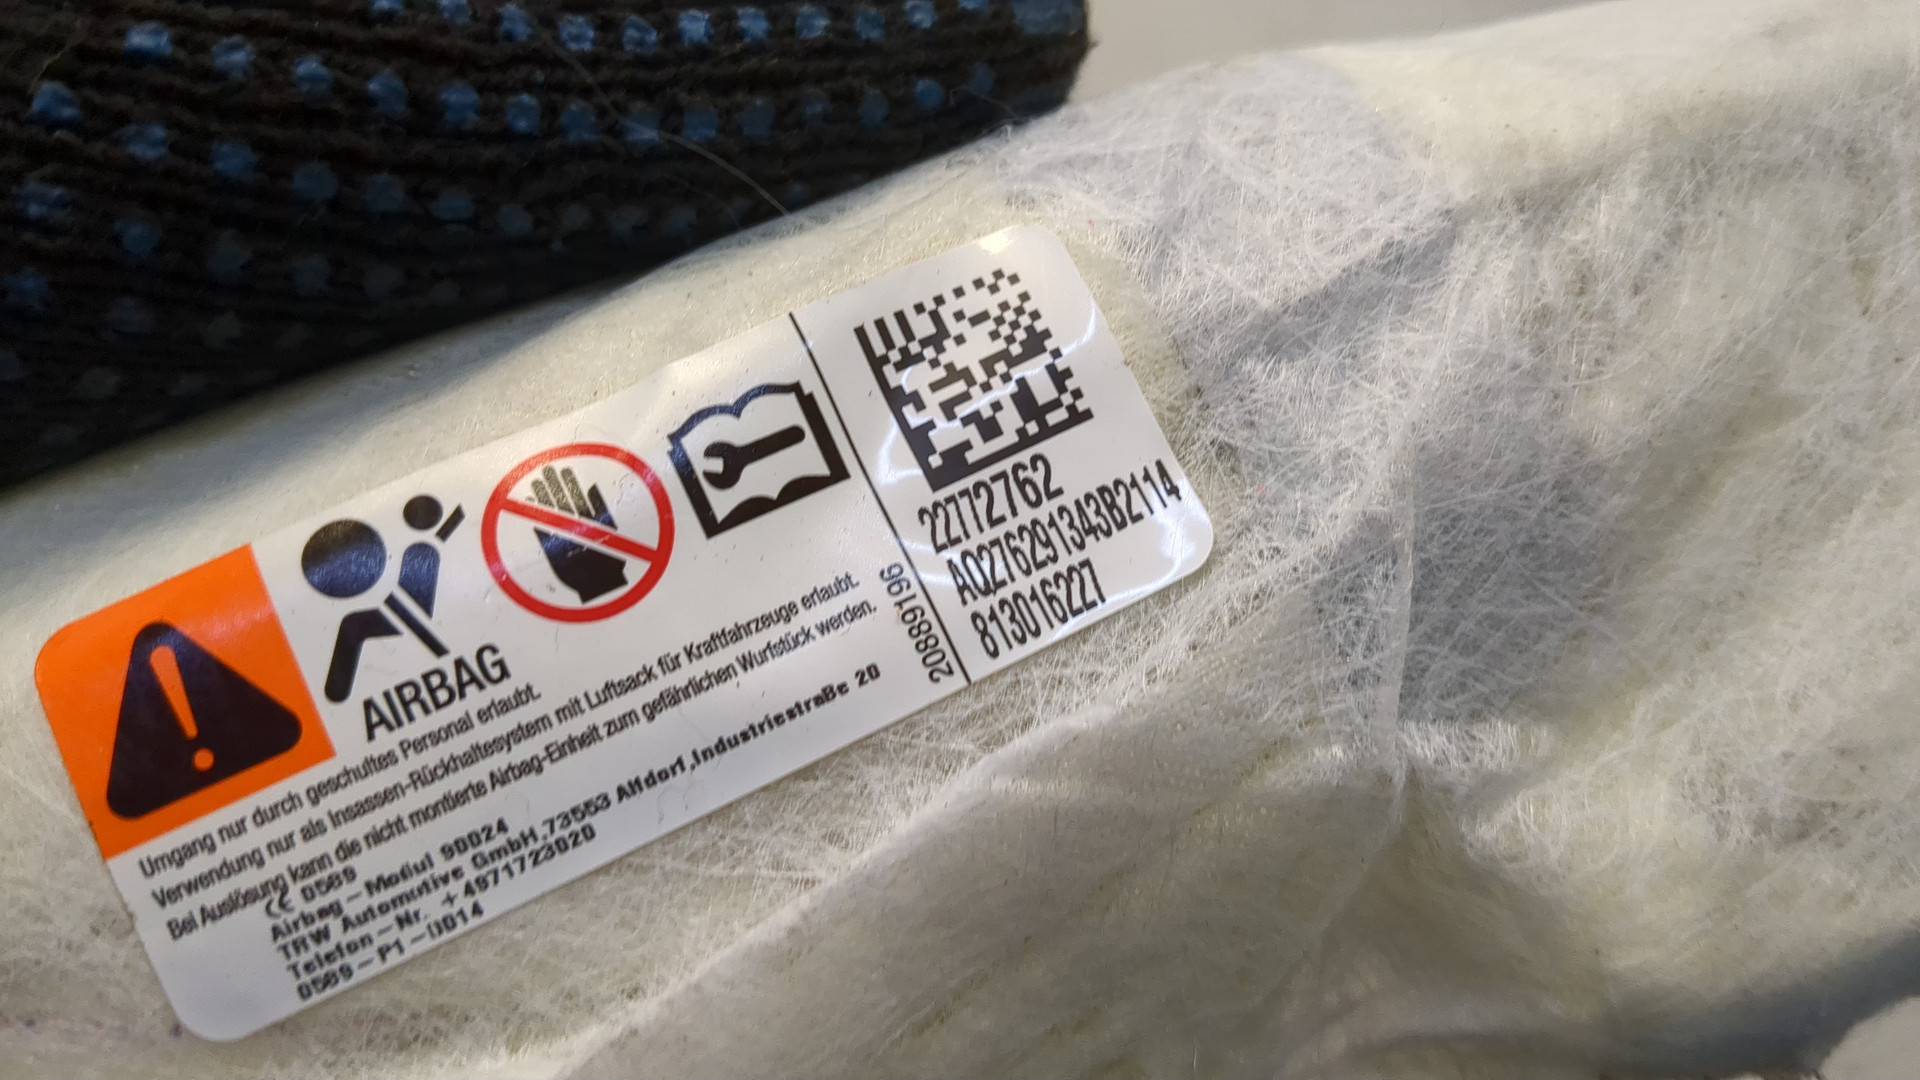 AIRBAG
Umgang nur durch geschultes Personal erlaubt.
Verwendung nur als Insassen-Rückhaltesystem mit Luftsack für Kraftfahrzeuge erlaubt.
Bei Auslösung kann die nicht montierte Airbag-Einheit zum gefährlichen Wurfstück werden.
CE 0589
Airbag-Modul 90024
TRW Automotive GmbH,73553 Alfdorf,Industriestraße 20
Telefon-Nr. +4971723020
0589-P1-0014
20889196
22772762
AQ276291343B2114
813016227